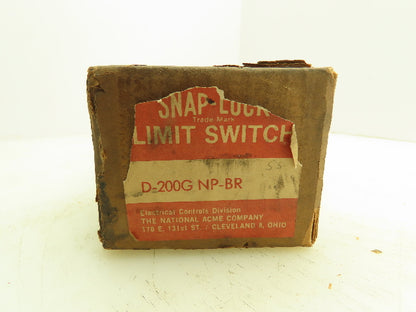 SNAP-LOCK
Trade Mark
LIMIT SWITCH
SS
D-200G NP-BR
Electrical Controls Division
THE NATIONAL ACME COMPANY
170 E. 131st ST. / CLEVELAND 8, OHIO